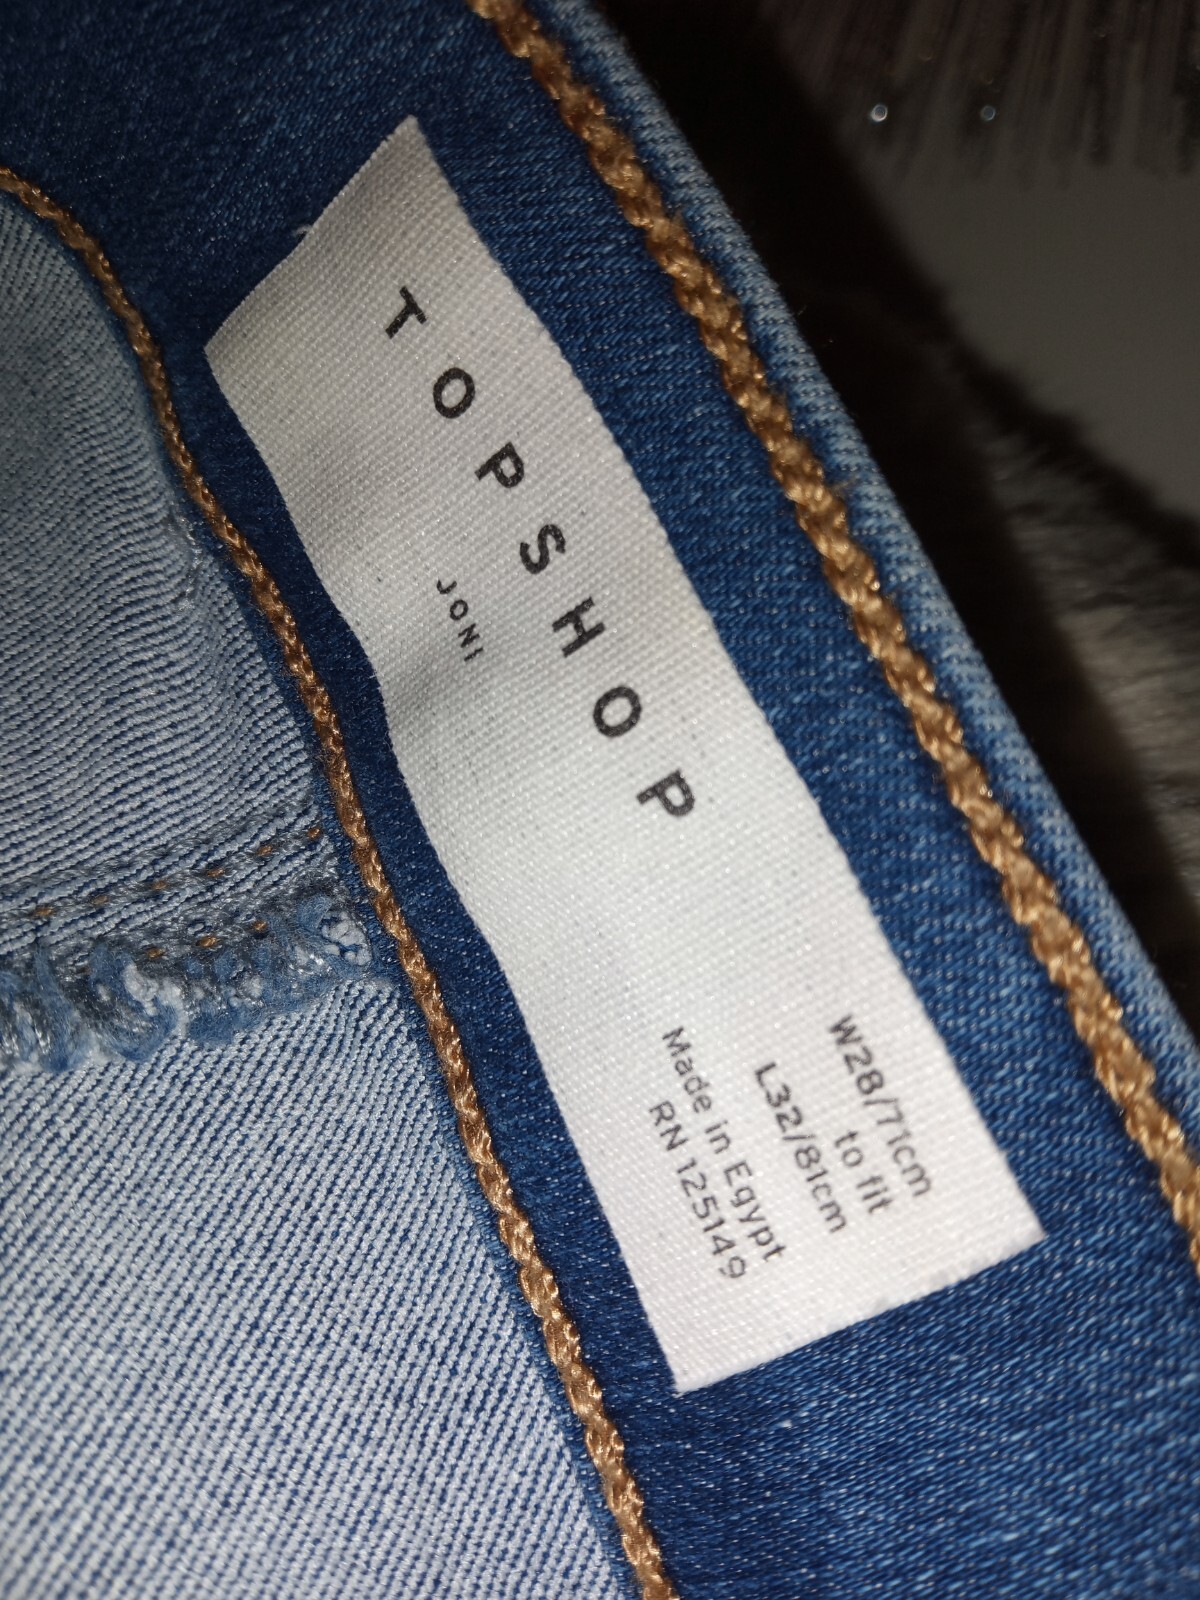 TOPSHOP
JONI
W28/71cm
to fit
L32/81cm
Made in Egypt
RN 125149